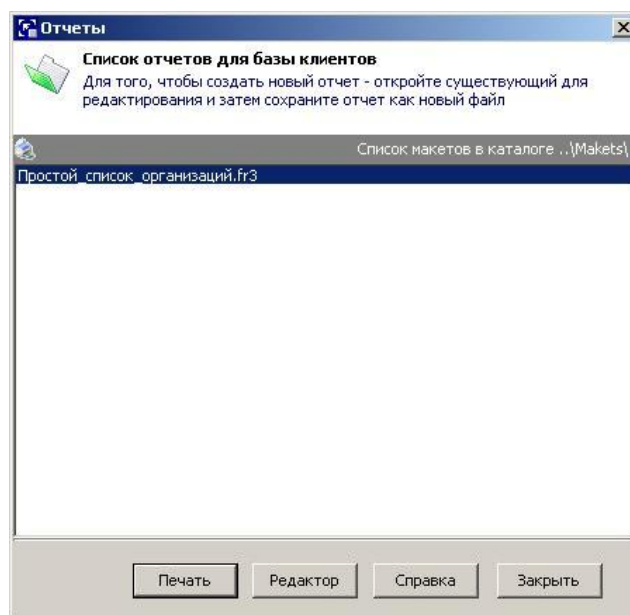 Отчеты
Список отчетов для базы клиентов
Для того, чтобы создать новый отчет - откройте существующий для
редактирования и затем сохраните отчет как новый файл
Список макетов в каталоге ..\Makets\
Простой_список_организаций.fr3
Печать
Редактор
Справка
Закрыть